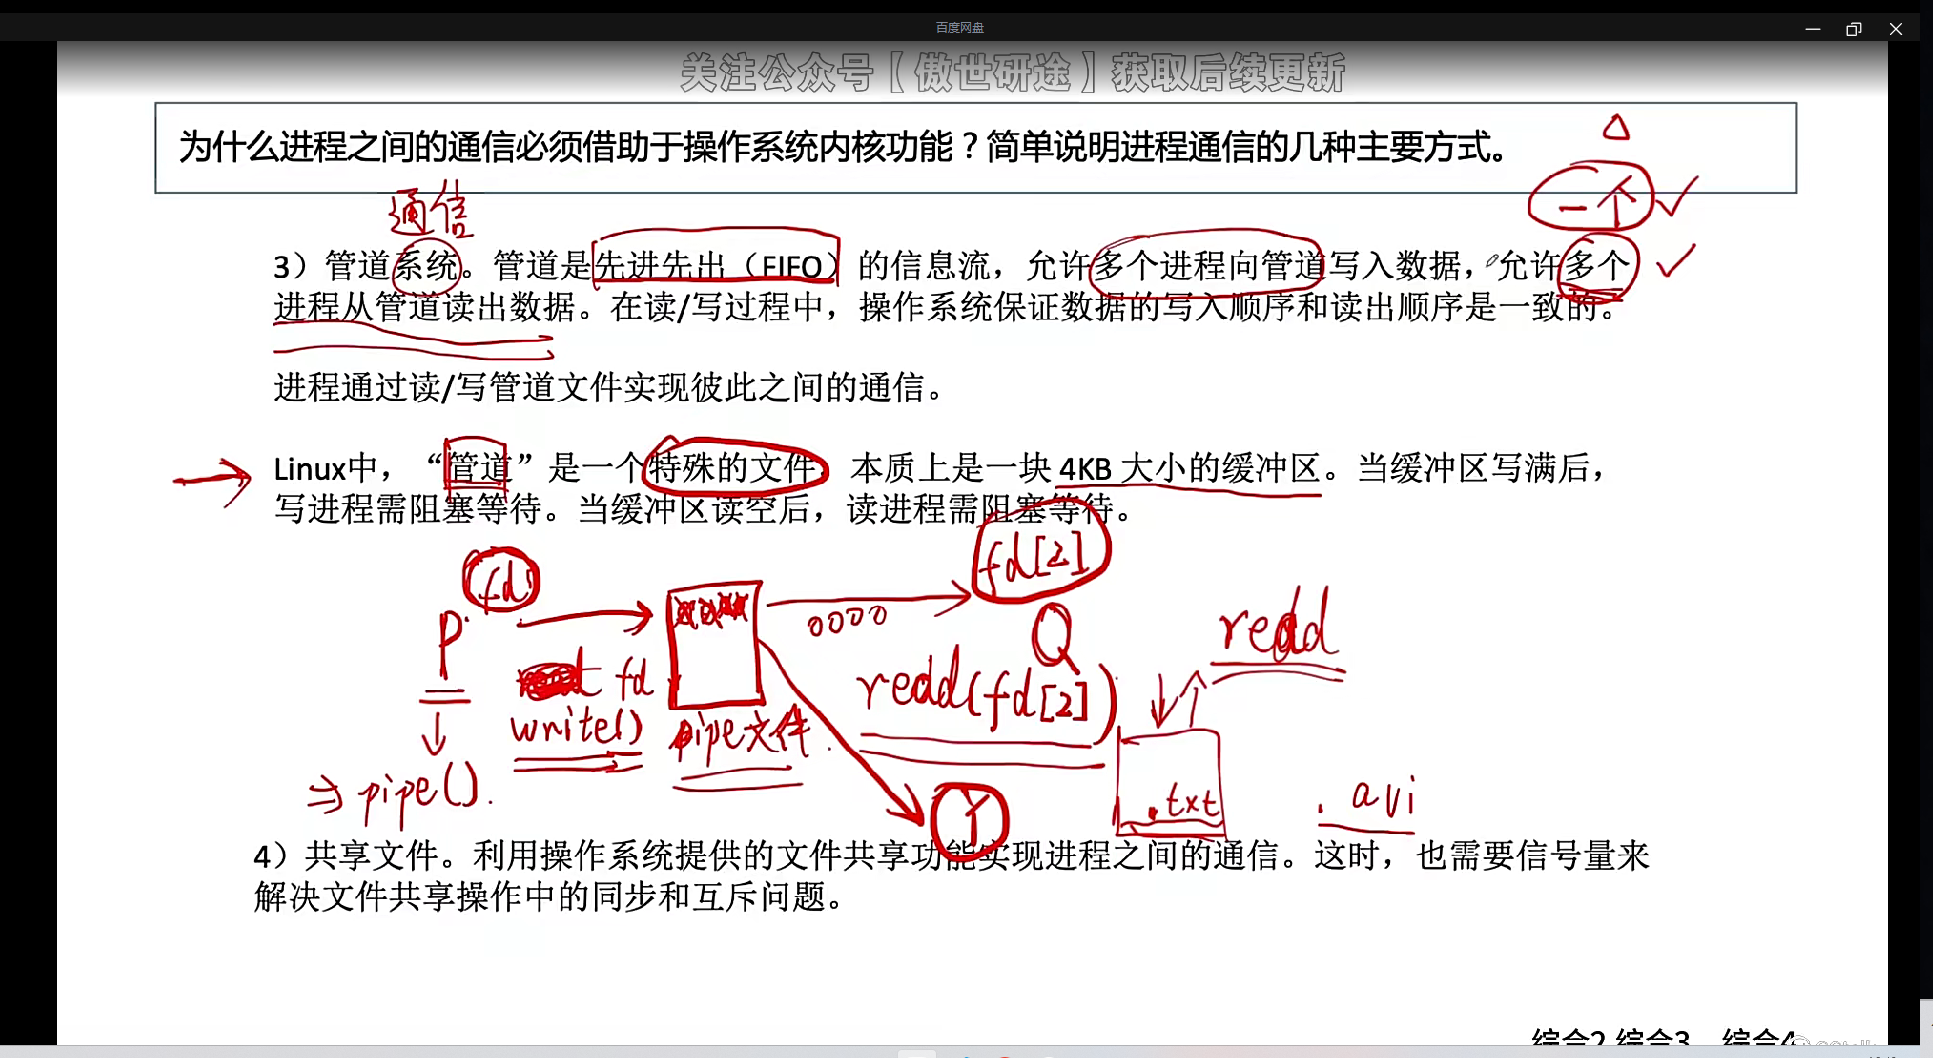 百度网盘
关注公众号【傲世研途】获取后续更新
为什么进程之间的通信必须借助于操作系统内核功能？简单说明进程通信的几种主要方式。
一个
通信
3）管道系统。管道是先进先出（FIFO）的信息流，允许多个进程向管道写入数据，允许多个
进程从管道读出数据。在读/写过程中，操作系统保证数据的写入顺序和读出顺序是一致的。
进程通过读/写管道文件实现彼此之间的通信。
Linux中，“管道”是一个特殊的文件，本质上是一块 4KB 大小的缓冲区。当缓冲区写满后，
写进程需阻塞等待。当缓冲区读空后，读进程需阻塞等待。
fd
fd[2]
P
Q
read
fd
read(fd[2])
write()
pipe文件
pipe().
Y
.txt
.avi
4）共享文件。利用操作系统提供的文件共享功能实现进程之间的通信。这时，也需要信号量来
解决文件共享操作中的同步和互斥问题。
综合2 综合3 综合4